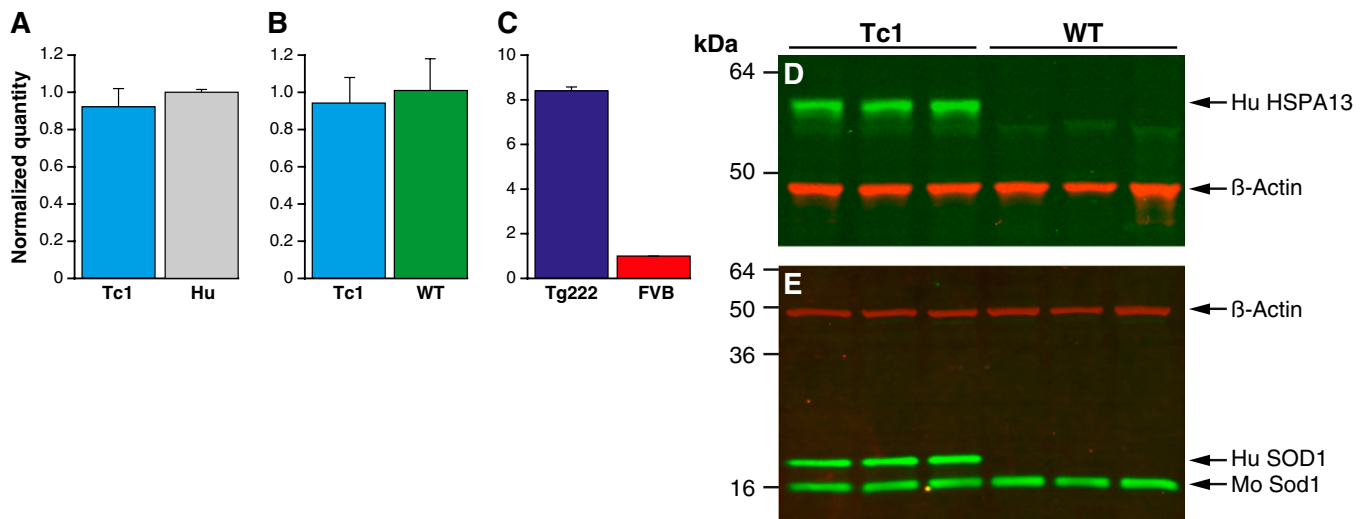 A
B
C
Normalized quantity
1.2
1.0
0.8
0.6
0.4
0.2
0
Tc1
Hu
1.2
1.0
0.8
0.6
0.4
0.2
0
Tc1
WT
10
8
6
4
2
0
Tg222
FVB
kDa
Tc1
WT
D
64
50
Hu HSPA13
ß-Actin
E
64
50
36
16
ß-Actin
Hu SOD1
Mo Sod1